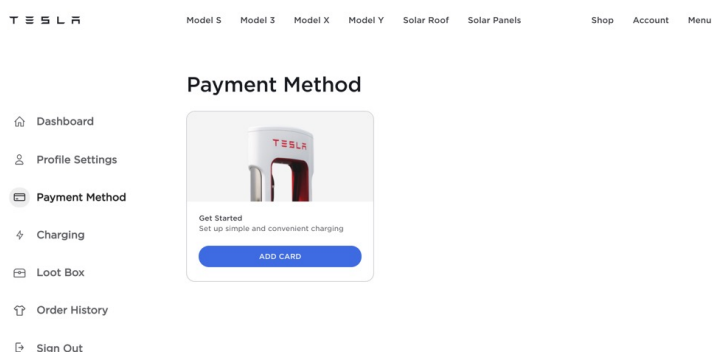 TESLA
Model S Model 3 Model X Model Y Solar Roof Solar Panels Shop Account Menu
Payment Method
Dashboard
Profile Settings
Payment Method
Charging
Loot Box
Order History
Sign Out
TESLA
Get Started
Set up simple and convenient charging
ADD CARD